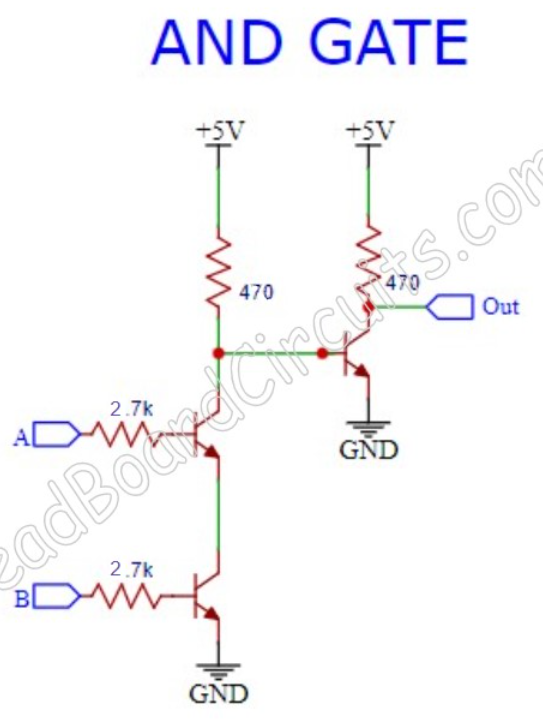 AND GATE
+5V +5V
470
470
Out
2.7k
A
GND
2.7k
B
GND
eadBoardCircuits.com